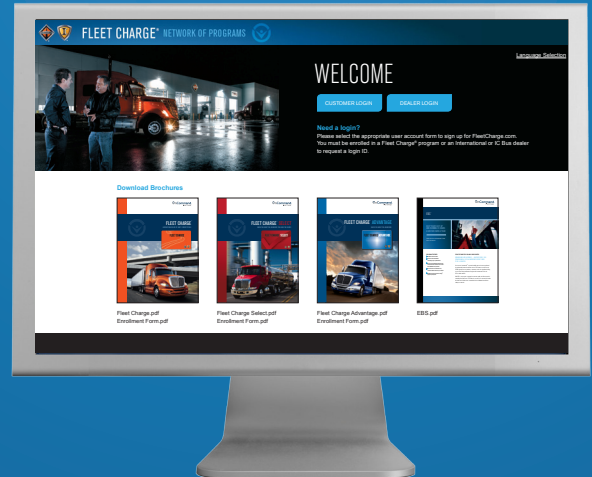 FLEET CHARGE® NETWORK OF PROGRAMS
Language Selection
WELCOME
CUSTOMER LOGIN DEALER LOGIN
Need a login?
Please select the appropriate user account form to sign up for FleetCharge.com.
You must be enrolled in a Fleet Charge® program or an International or IC Bus dealer
to request a login ID.
Download Brochures
FLEET CHARGE
FLEET CHARGE SELECT
FLEET CHARGE ADVANTAGE
Fleet Charge.pdf
Enrollment Form.pdf
Fleet Charge Select.pdf
Enrollment Form.pdf
Fleet Charge Advantage.pdf
Enrollment Form.pdf
EBS.pdf